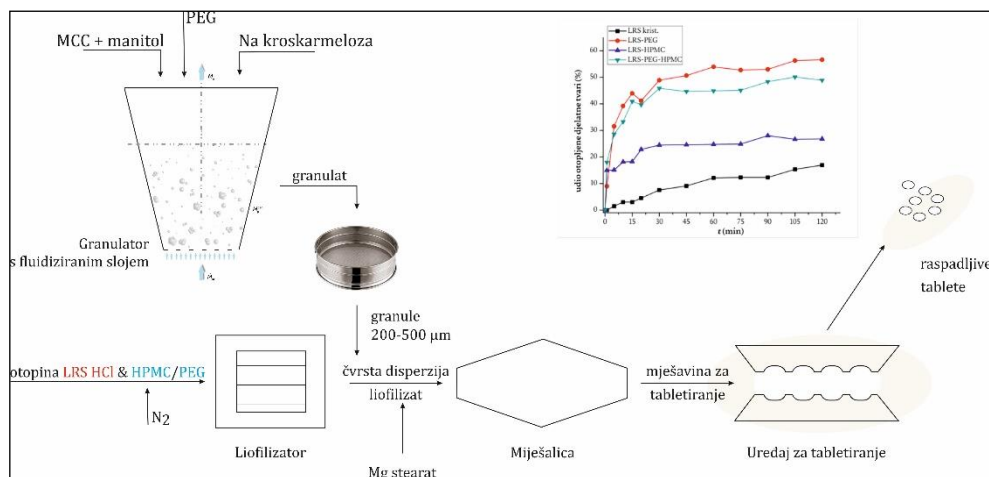 PEG
MCC + manitol
Na kroskarmeloza
granulat
Granulator
s fluidiziranim slojem
granule
200-500 µm
otopina LRS HCl & HPMC/PEG
N2
Liofilizator
čvrsta disperzija
liofilizat
Mg stearat
Miješalica
mješavina za
tabletiranje
Uređaj za tabletiranje
raspadljive
tablete
LRS krist.
LRS-PEG
LRS-HPMC
LRS-PEG-HPMC
udio otopljene djelatne tvari (%)
60
50
40
30
20
10
0
0 15 30 45 60 75 90 105 120
t (min)